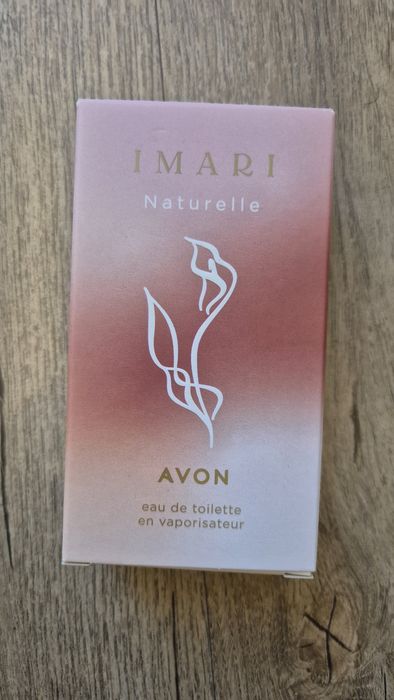 IMARI
Naturelle
AVON
eau de toilette
en vaporisateur